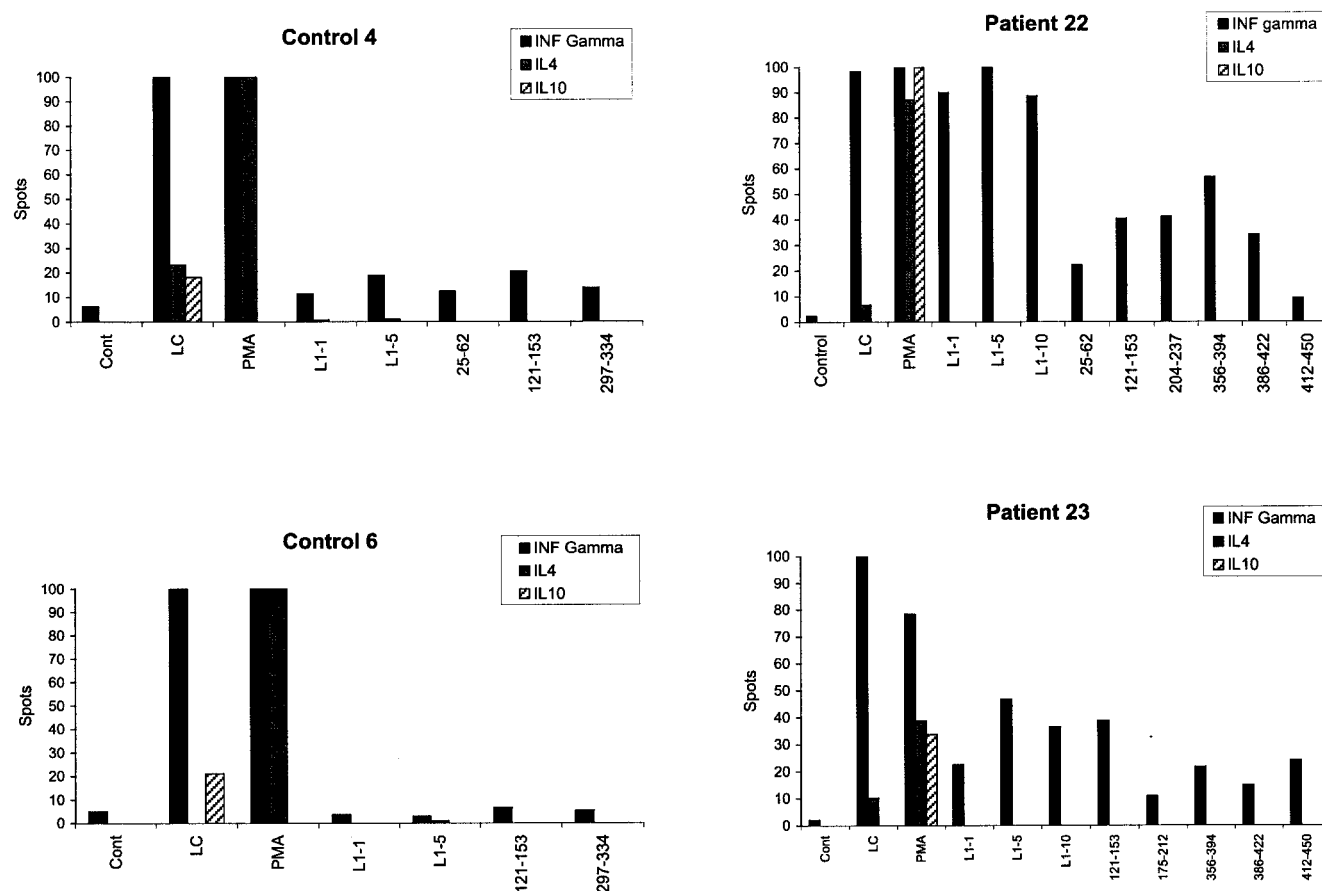 Control 4
INF Gamma
IL4
IL10
Spots
100
90
80
70
60
50
40
30
20
10
0
Cont
LC
PMA
L1-1
L1-5
25-62
121-153
297-334
Patient 22
INF gamma
IL4
IL10
Spots
100
90
80
70
60
50
40
30
20
10
0
Control
LC
PMA
L1-1
L1-5
L1-10
25-62
121-153
204-237
356-394
386-422
412-450
Control 6
INF Gamma
IL4
IL10
Spots
100
90
80
70
60
50
40
30
20
10
0
Cont
LC
PMA
L1-1
L1-5
121-153
297-334
Patient 23
INF Gamma
IL4
IL10
Spots
100
90
80
70
60
50
40
30
20
10
0
Cont
LC
PMA
L1-1
L1-5
L1-10
121-153
175-212
356-394
386-422
412-450